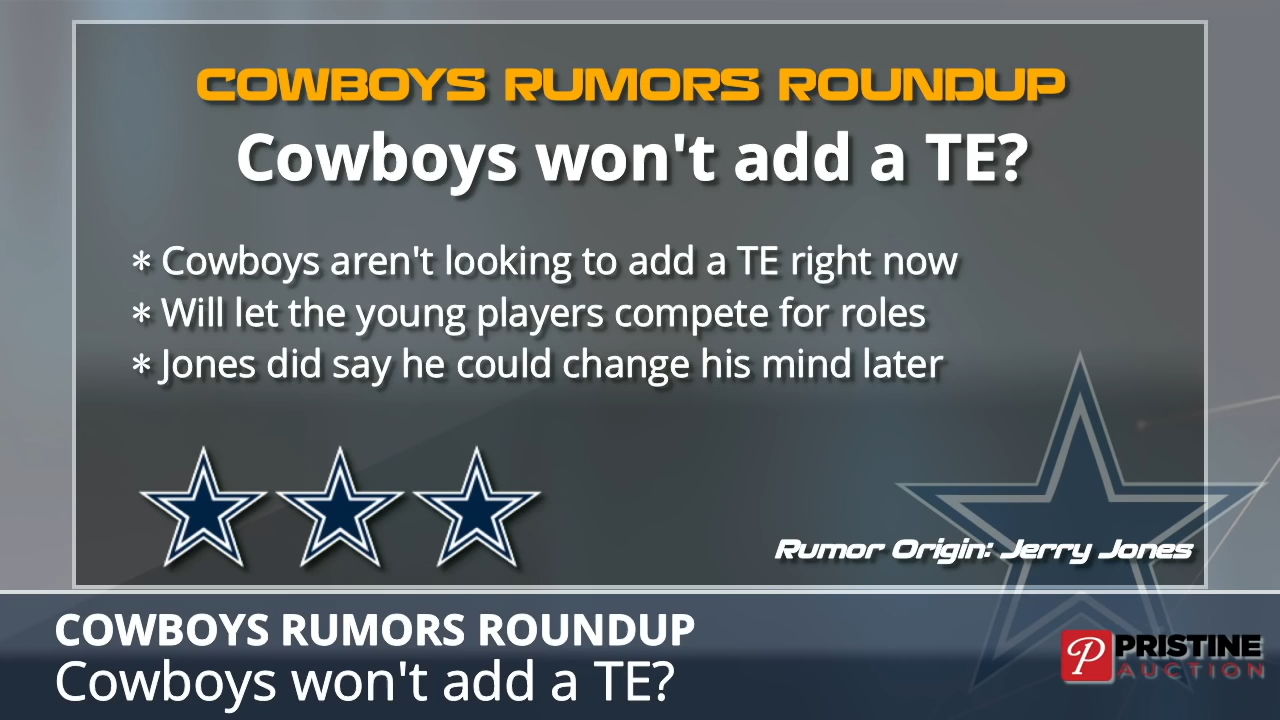 COWBOYS RUMORS ROUNDUP
Cowboys won't add a TE?
* Cowboys aren't looking to add a TE right now
* Will let the young players compete for roles
* Jones did say he could change his mind later
Rumor Origin: Jerry Jones
COWBOYS RUMORS ROUNDUP
Cowboys won't add a TE?
P PRISTINE
AUCTION